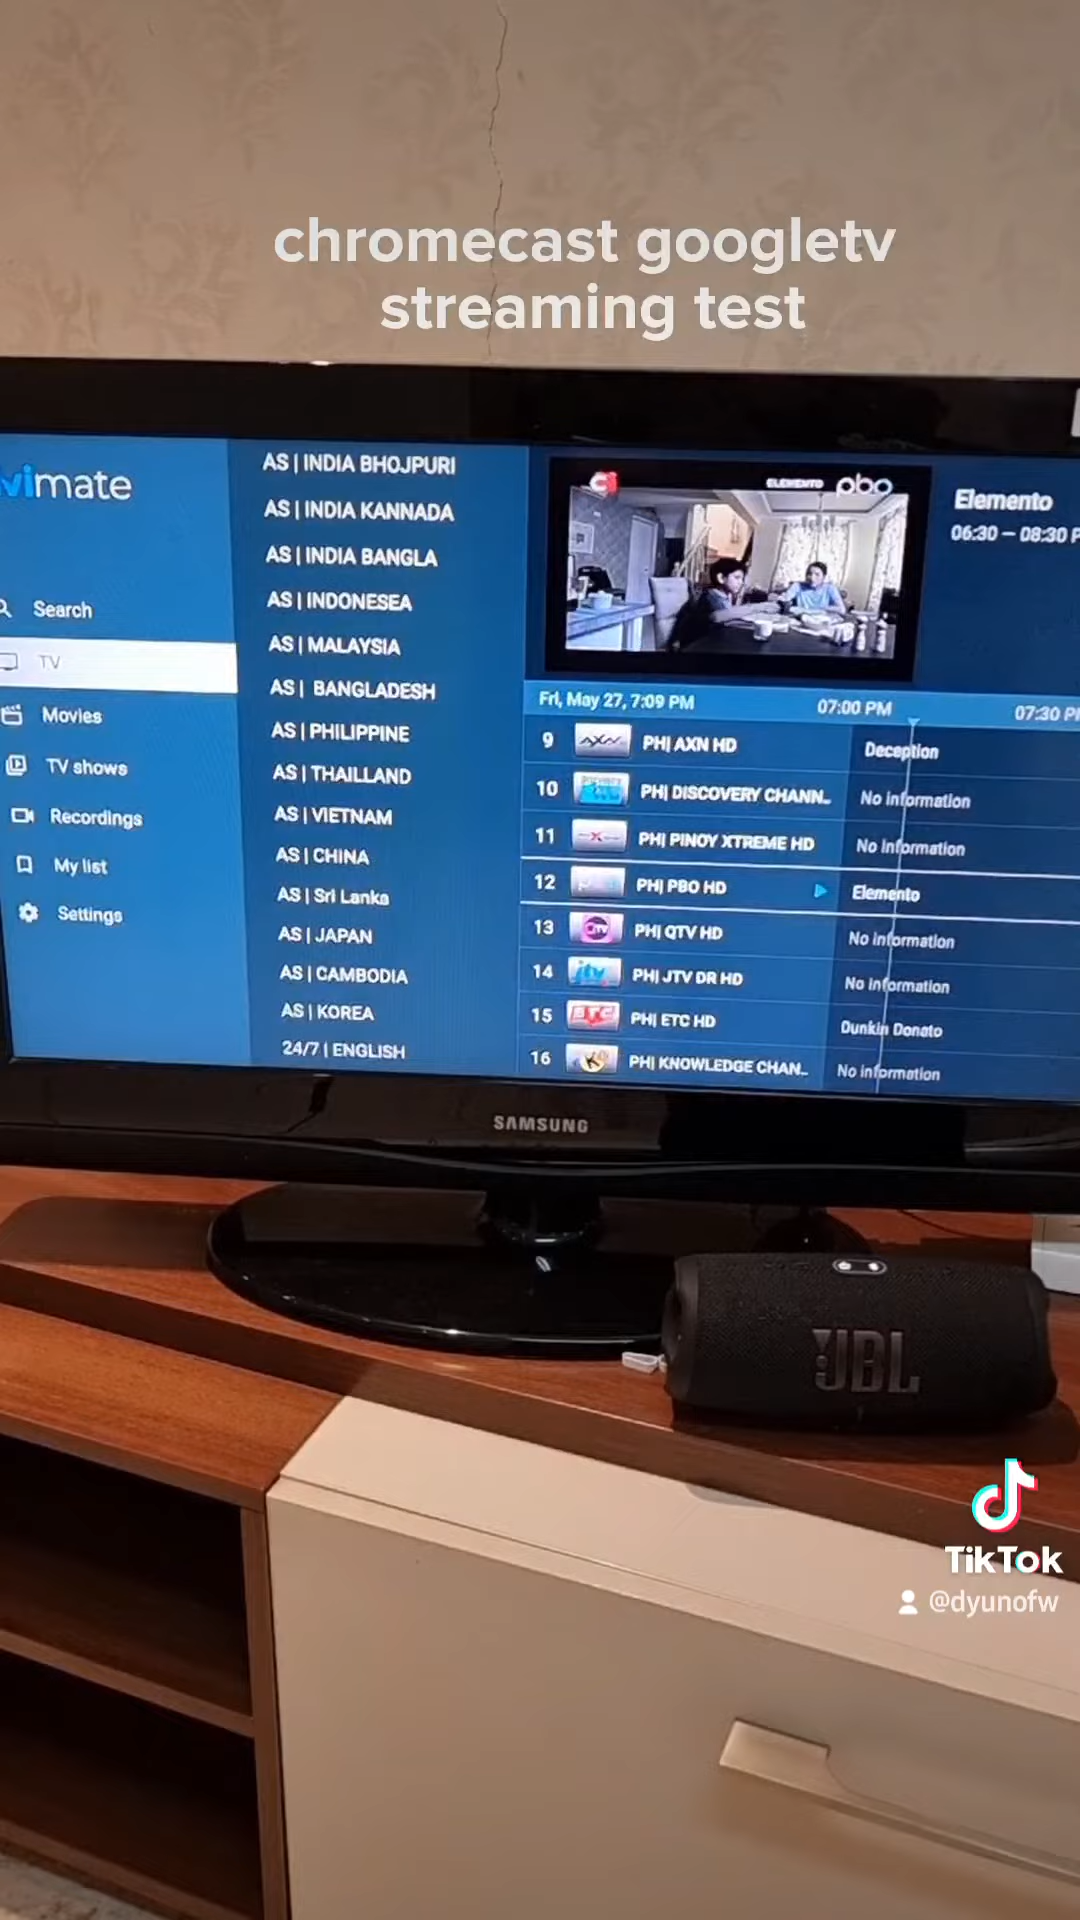 chromecast googletv
streaming test
vimate
Search
TV
Movies
TV shows
Recordings
My list
Settings
AS | INDIA BHOJPURI
AS | INDIA KANNADA
AS | INDIA BANGLA
AS | INDONESEA
AS | MALAYSIA
AS | BANGLADESH
AS | PHILIPPINE
AS | THAILLAND
AS | VIETNAM
AS | CHINA
AS | Sri Lanka
AS | JAPAN
AS | CAMBODIA
AS | KOREA
24/7 | ENGLISH
ELEMENTO pbo
Elemento
06:30 – 08:30 P
Fri, May 27, 7:09 PM 07:00 PM 07:30 P
9 AXN PH| AXN HD Deception
10 PH| DISCOVERY CHANN... No information
11 PH| PINOY XTREME HD No information
12 PH| PBO HD Elemento
13 QTV PH| QTV HD No information
14 jtv PH| JTV DR HD No information
15 ETC PH| ETC HD Dunkin Donato
16 PH| KNOWLEDGE CHAN... No information
SAMSUNG
JBL
TikTok
@dyunofw